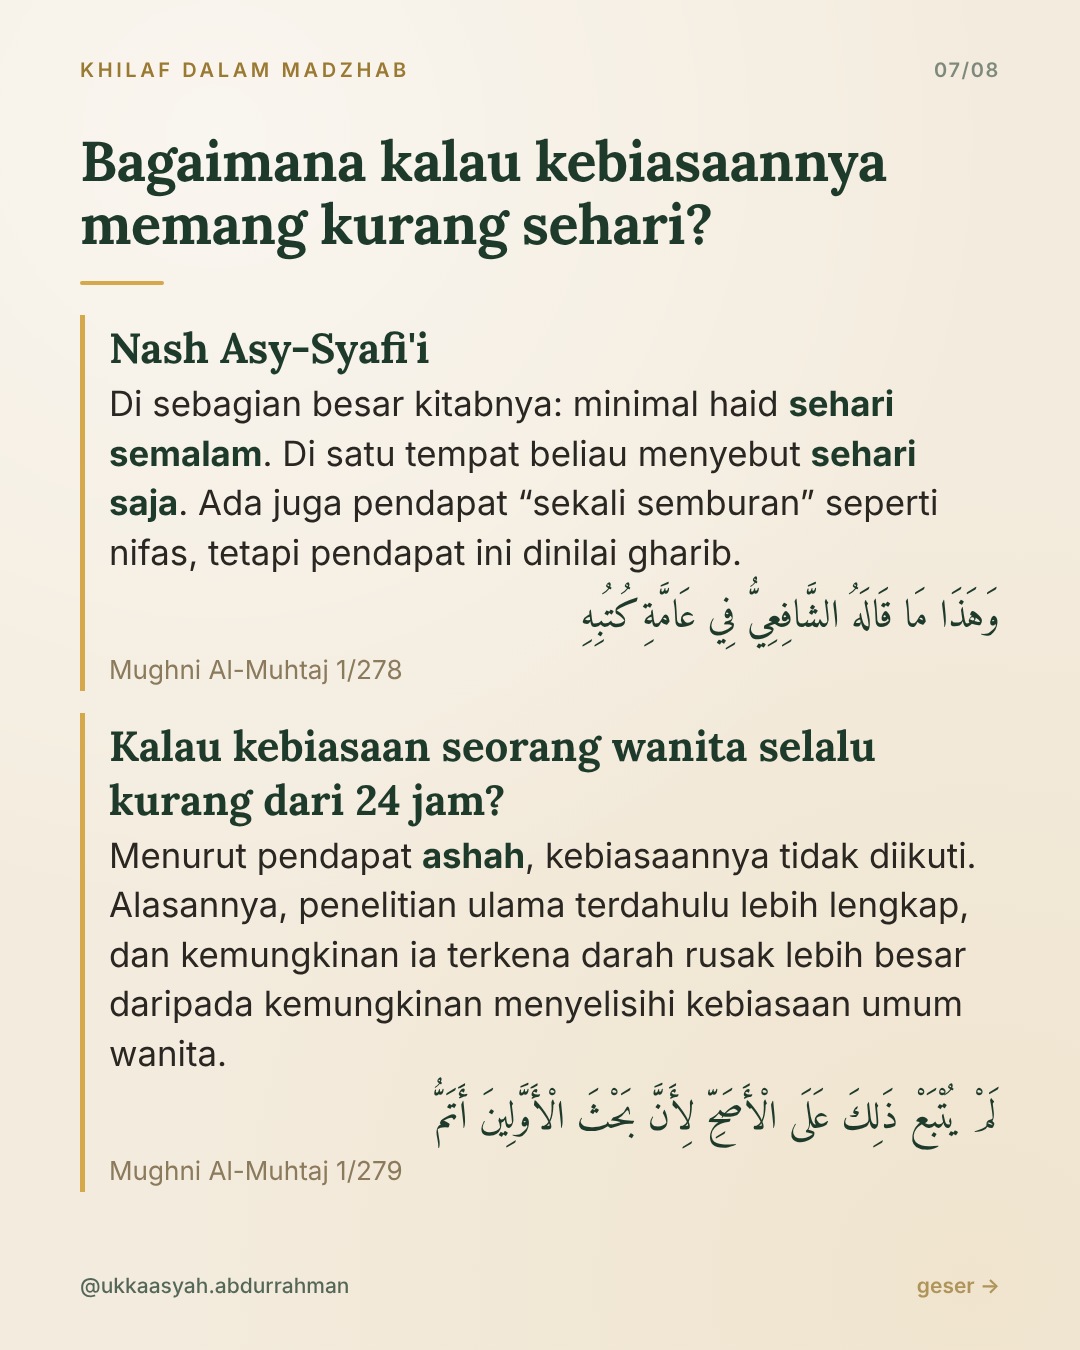 KHILAF DALAM MADZHAB
07/08
Bagaimana kalau kebiasaannya
memang kurang sehari?
Nash Asy-Syafi'i
Di sebagian besar kitabnya: minimal haid sehari
semalam. Di satu tempat beliau menyebut sehari
saja. Ada juga pendapat “sekali semburan” seperti
nifas, tetapi pendapat ini dinilai gharib.
وَهَذَا مَا قَالَهُ الشَّافِعِيُّ فِي عَامَّةِ كُتُبِهِ
Mughni Al-Muhtaj 1/278
Kalau kebiasaan seorang wanita selalu
kurang dari 24 jam?
Menurut pendapat ashah, kebiasaannya tidak diikuti.
Alasannya, penelitian ulama terdahulu lebih lengkap,
dan kemungkinan ia terkena darah rusak lebih besar
daripada kemungkinan menyelisihi kebiasaan umum
wanita.
لَمْ يُتْبَعْ ذَلِكَ عَلَى الْأَصَحِّ لِأَنَّ بَحْثَ الْأَوَّلِينَ أَتَمُّ
Mughni Al-Muhtaj 1/279
@ukkaasyah.abdurrahman
geser →